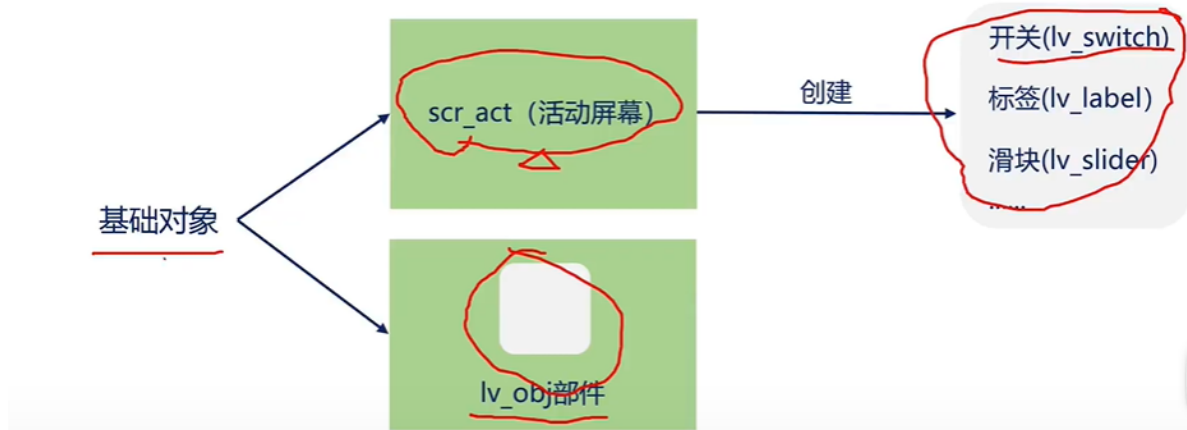 基础对象
scr_act（活动屏幕）
创建
开关(lv_switch)
标签(lv_label)
滑块(lv_slider)
......
lv_obj部件